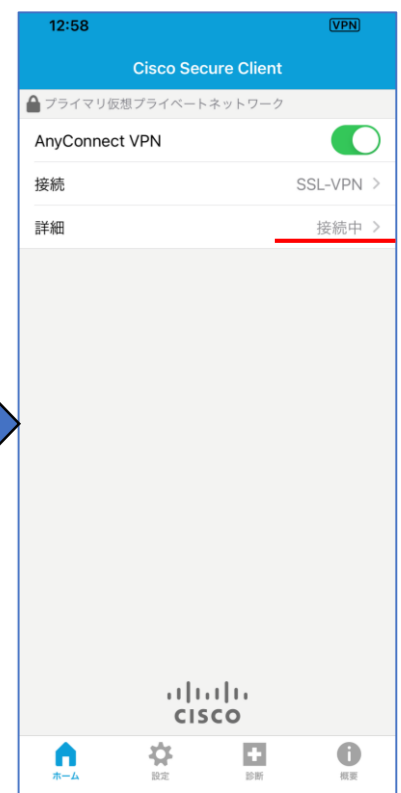 12:58 VPN
Cisco Secure Client
プライマリ仮想プライベートネットワーク
AnyConnect VPN
接続 SSL-VPN >
詳細 接続中 >
CISCO
ホーム 設定 診断 概要